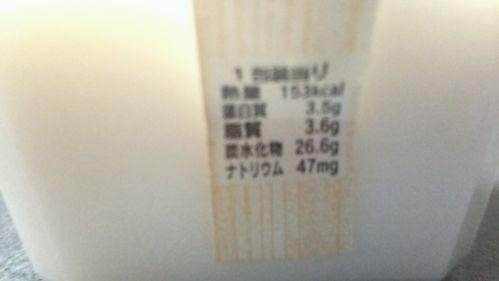 1包装当り
熱量 153kcal
蛋白質 3.5g
脂質 3.6g
炭水化物 26.6g
ナトリウム 47mg